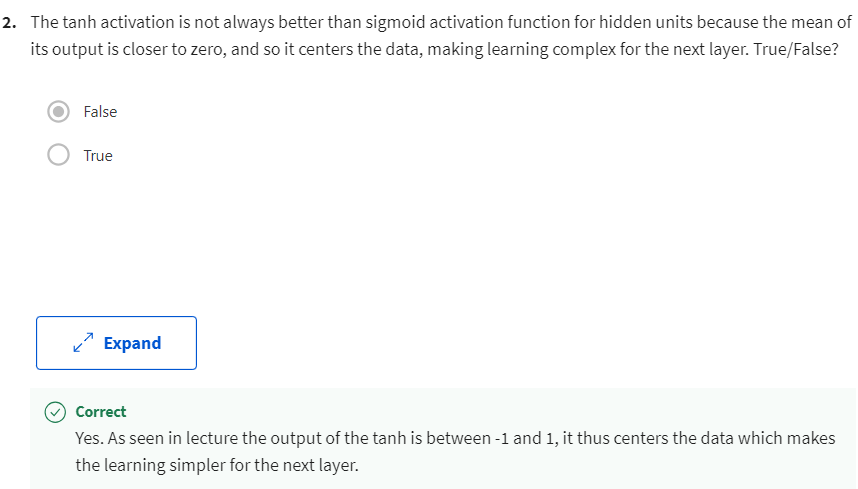 2. The tanh activation is not always better than sigmoid activation function for hidden units because the mean of
its output is closer to zero, and so it centers the data, making learning complex for the next layer. True/False?
False
True
Expand
Correct
Yes. As seen in lecture the output of the tanh is between -1 and 1, it thus centers the data which makes
the learning simpler for the next layer.